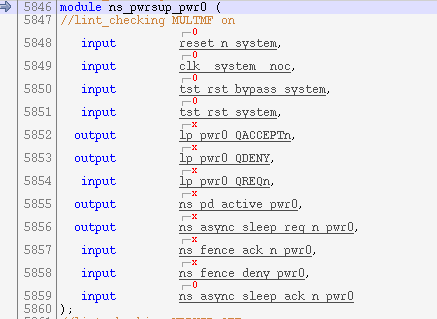 5846 module ns_pwrsup_pwr0 (
5847 //lint_checking MULTMF on
0
5848 input reset_n_system,
0
5849 input clk__system__noc,
0
5850 input tst_rst_bypass_system,
0
5851 input tst_rst_system,
x
5852 output lp_pwr0_QACCEPTn,
x
5853 output lp_pwr0_QDENY,
x
5854 input lp_pwr0_QREQn,
x
5855 output ns_pd_active_pwr0,
x
5856 output ns_async_sleep_req_n_pwr0,
x
5857 input ns_fence_ack_n_pwr0,
x
5858 input ns_fence_deny_pwr0,
0
5859 input ns_async_sleep_ack_n_pwr0
5860 );